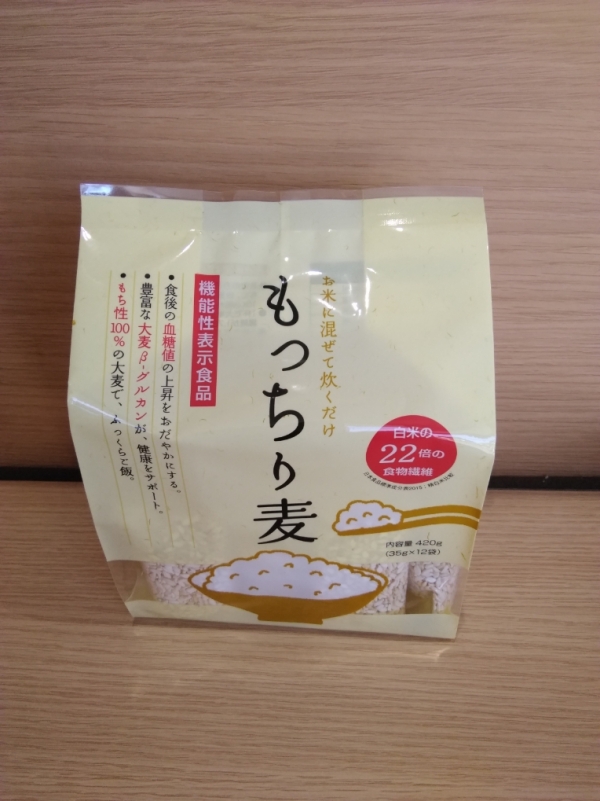 お米に混ぜて炊くだけ
もっちり麦
機能性表示食品
• 食後の血糖値の上昇をおだやかにする。
• 豊富な大麦β-グルカンが、健康をサポート。
• もち性100%の大麦で、ふっくらご飯。
白米の
22倍の
食物繊維
内容量 420g
(35g×12袋)